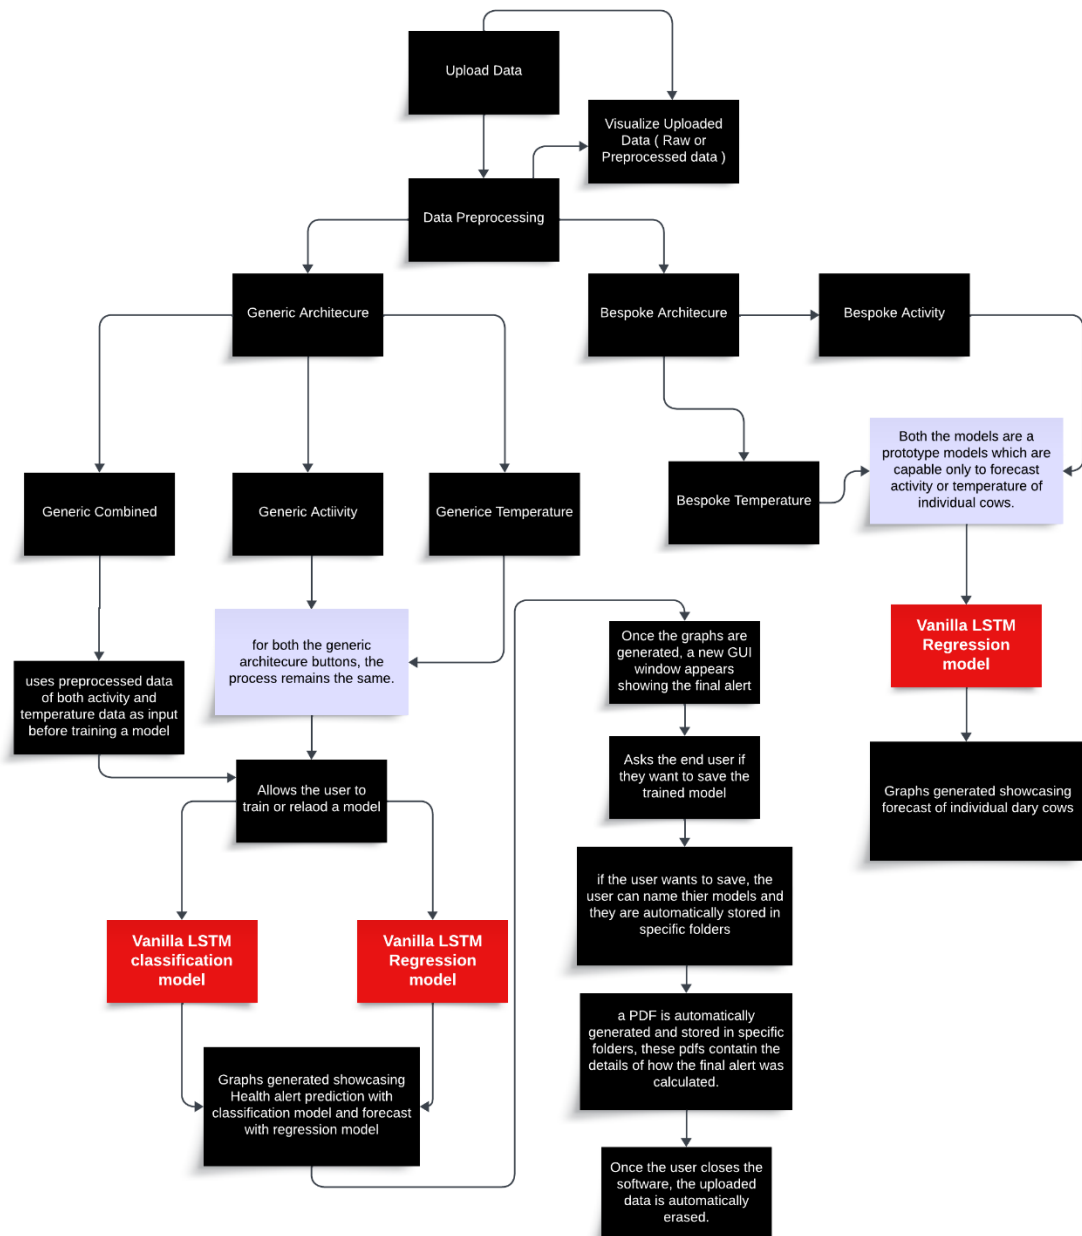 Upload Data
Visualize Uploaded
Data ( Raw or
Preprocessed data )
Data Preprocessing
Generic Architecure
Bespoke Architecure
Bespoke Activity
Both the models are a
prototype models which are
capable only to forecast
activity or temperature of
individual cows.
Generic Combined
Generic Actiivity
Generice Temperature
Bespoke Temperature
for both the generic
architecure buttons, the
process remains the same.
uses preprocessed data
of both activity and
temperature data as input
before training a model
Once the graphs are
generated, a new GUI
window appears
showing the final alert
Vanilla LSTM
Regression
model
Asks the end user if
they want to save the
trained model
Allows the user to
train or relaod a model
Graphs generated showcasing
forecast of individual dary cows
if the user wants to save, the
user can name thier models and
they are automatically stored in
specific folders
Vanilla LSTM
classification
model
Vanilla LSTM
Regression
model
a PDF is automatically
generated and stored in specific
folders, these pdfs contatin the
details of how the final alert was
calculated.
Graphs generated showcasing
Health alert prediction with
classification model and forecast
with regression model
Once the user closes the
software, the uploaded
data is automatically
erased.